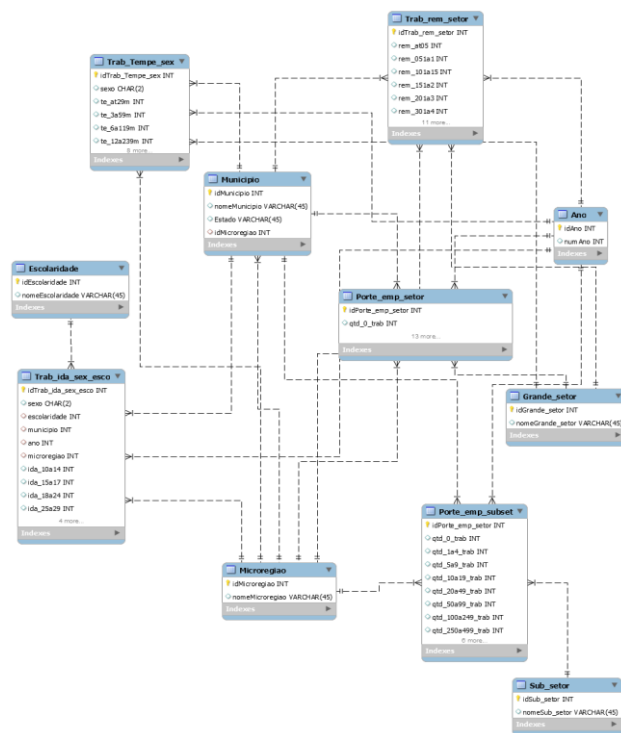 Trab_rem_setor
idTrab_rem_setor INT
rem_at05 INT
rem_051a1 INT
rem_101a15 INT
rem_151a2 INT
rem_201a3 INT
rem_301a4 INT
11 more...
Indexes
Trab_Tempe_sex
idTrab_Tempe_sex INT
sexo CHAR(2)
te_at29m INT
te_3a59m INT
te_6a119m INT
te_12a239m INT
Indexes
Municipio
idMunicipio INT
nomeMunicipio VARCHAR(45)
Estado VARCHAR(45)
idMicroregiao INT
Indexes
Ano
idAno INT
numAno INT
Indexes
Escolaridade
idEscolaridade INT
nomeEscolaridade VARCHAR(45)
Indexes
Porte_emp_setor
idPorte_emp_setor INT
qtd_0_trab INT
13 more...
Indexes
Trab_ida_sex_esco
idTrab_ida_sex_esco INT
sexo CHAR(2)
escolaridade INT
municipio INT
ano INT
microregiao INT
ida_10a14 INT
ida_15a17 INT
ida_18a24 INT
ida_25a29 INT
4 more...
Indexes
Grande_setor
idGrande_setor INT
nomeGrande_setor VARCHAR(45)
Indexes
Porte_emp_subset
idPorte_emp_setor INT
qtd_0_trab INT
qtd_1a4_trab INT
qtd_5a9_trab INT
qtd_10a19_trab INT
qtd_20a49_trab INT
qtd_50a99_trab INT
qtd_100a249_trab INT
qtd_250a499_trab INT
6 more...
Indexes
Microregiao
idMicroregiao INT
nomeMicroregiao VARCHAR(45)
Indexes
Sub_setor
idSub_setor INT
nomeSub_setor VARCHAR(45)